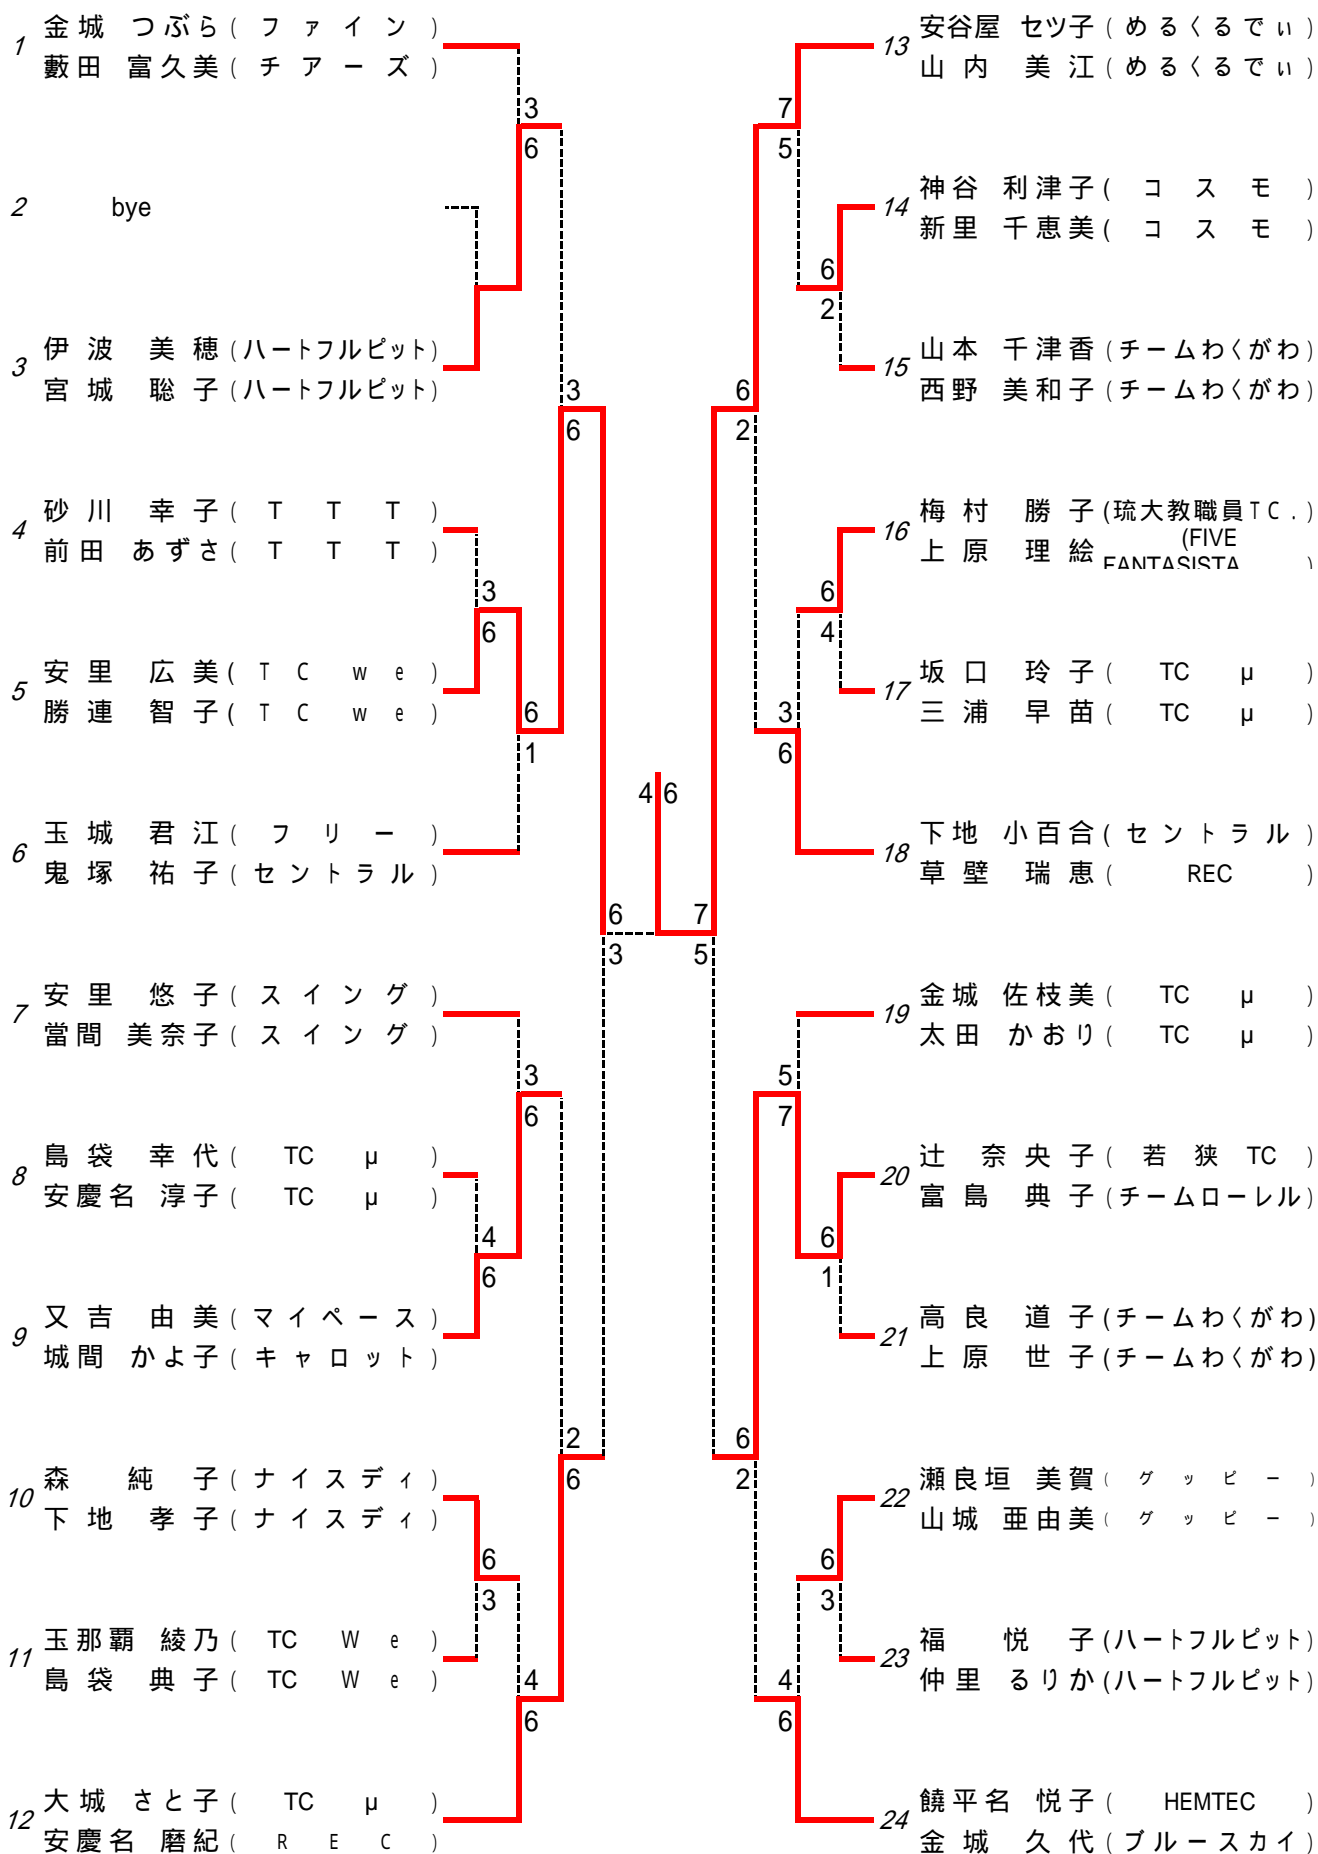 1 金城 つぶら(ファイン)
藪田 富久美(チアーズ)
3
6
2 bye
3 伊波 美穂(ハートフルピット)
宮城 聡子(ハートフルピット)
3
6
4 砂川 幸子(TTT)
前田 あずさ(TTT)
3
6
5 安里 広美(TC we)
勝連 智子(TC we)
6
1
6 玉城 君江(フリー)
鬼塚 祐子(セントラル)
6
3
7 安里 悠子(スイング)
當間 美奈子(スイング)
3
6
8 島袋 幸代(TC μ)
安慶名 淳子(TC μ)
4
6
9 又吉 由美(マイペース)
城間 かよ子(キャロット)
2
6
10 森 純子(ナイスディ)
下地 孝子(ナイスディ)
6
3
11 玉那覇 綾乃(TC We)
島袋 典子(TC We)
4
6
12 大城 さと子(TC μ)
安慶名 磨紀(REC)
4 6
13 安谷屋 セツ子(めるくるでぃ)
山内 美江(めるくるでぃ)
7
5
14 神谷 利津子(コスモ)
新里 千恵美(コスモ)
6
2
15 山本 千津香(チームわくがわ)
西野 美和子(チームわくがわ)
6
2
16 梅村 勝子(琉大教職員TC.)
上原 理絵(FIVE
FANTASISTA)
6
4
17 坂口 玲子(TC μ)
三浦 早苗(TC μ)
3
6
18 下地 小百合(セントラル)
草壁 瑞恵(REC)
7
5
19 金城 佐枝美(TC μ)
太田 かおり(TC μ)
5
7
20 辻 奈央子(若狭TC)
富島 典子(チームローレル)
6
1
21 高良 道子(チームわくがわ)
上原 世子(チームわくがわ)
6
2
22 瀬良垣 美賀(グッピー)
山城 亜由美(グッピー)
6
3
23 福 悦子(ハートフルピット)
仲里 るりか(ハートフルピット)
4
6
24 饒平名 悦子(HEMTEC)
金城 久代(ブルースカイ)